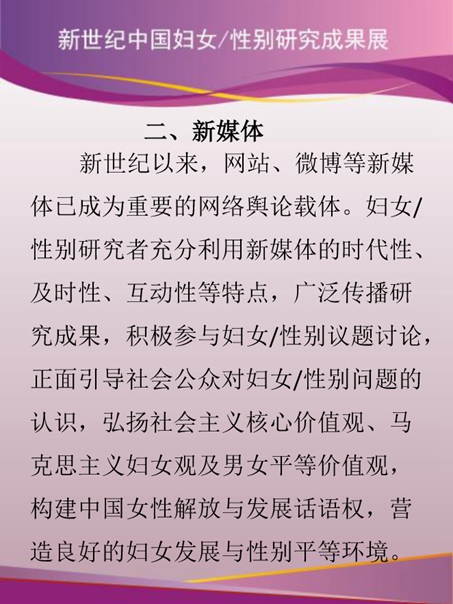 新世纪中国妇女/性别研究成果展
二、新媒体
新世纪以来，网站、微博等新媒
体已成为重要的网络舆论载体。妇女/
性别研究者充分利用新媒体的时代性、
及时性、互动性等特点，广泛传播研
究成果，积极参与妇女/性别议题讨论，
正面引导社会公众对妇女/性别问题的
认识，弘扬社会主义核心价值观、马
克思主义妇女观及男女平等价值观，
构建中国女性解放与发展话语权，营
造良好的妇女发展与性别平等环境。